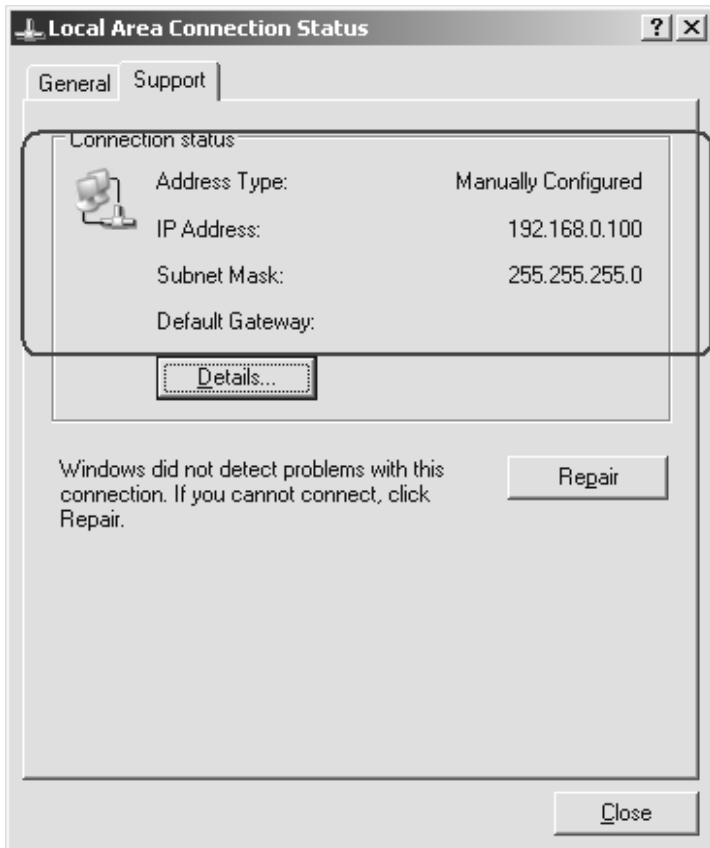 Local Area Connection Status
General Support
Connection status
Address Type: Manually Configured
IP Address: 192.168.0.100
Subnet Mask: 255.255.255.0
Default Gateway:
Details...
Windows did not detect problems with this
connection. If you cannot connect, click
Repair.
Repair
Close